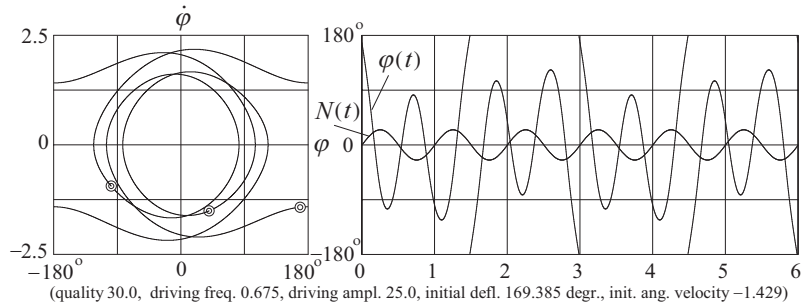 φ̇
2.5
0
−2.5
−180° 0 180°
180°
φ(t)
N(t)
φ 0
−180°
0 1 2 3 4 5 6
(quality 30.0, driving freq. 0.675, driving ampl. 25.0, initial defl. 169.385 degr., init. ang. velocity −1.429)